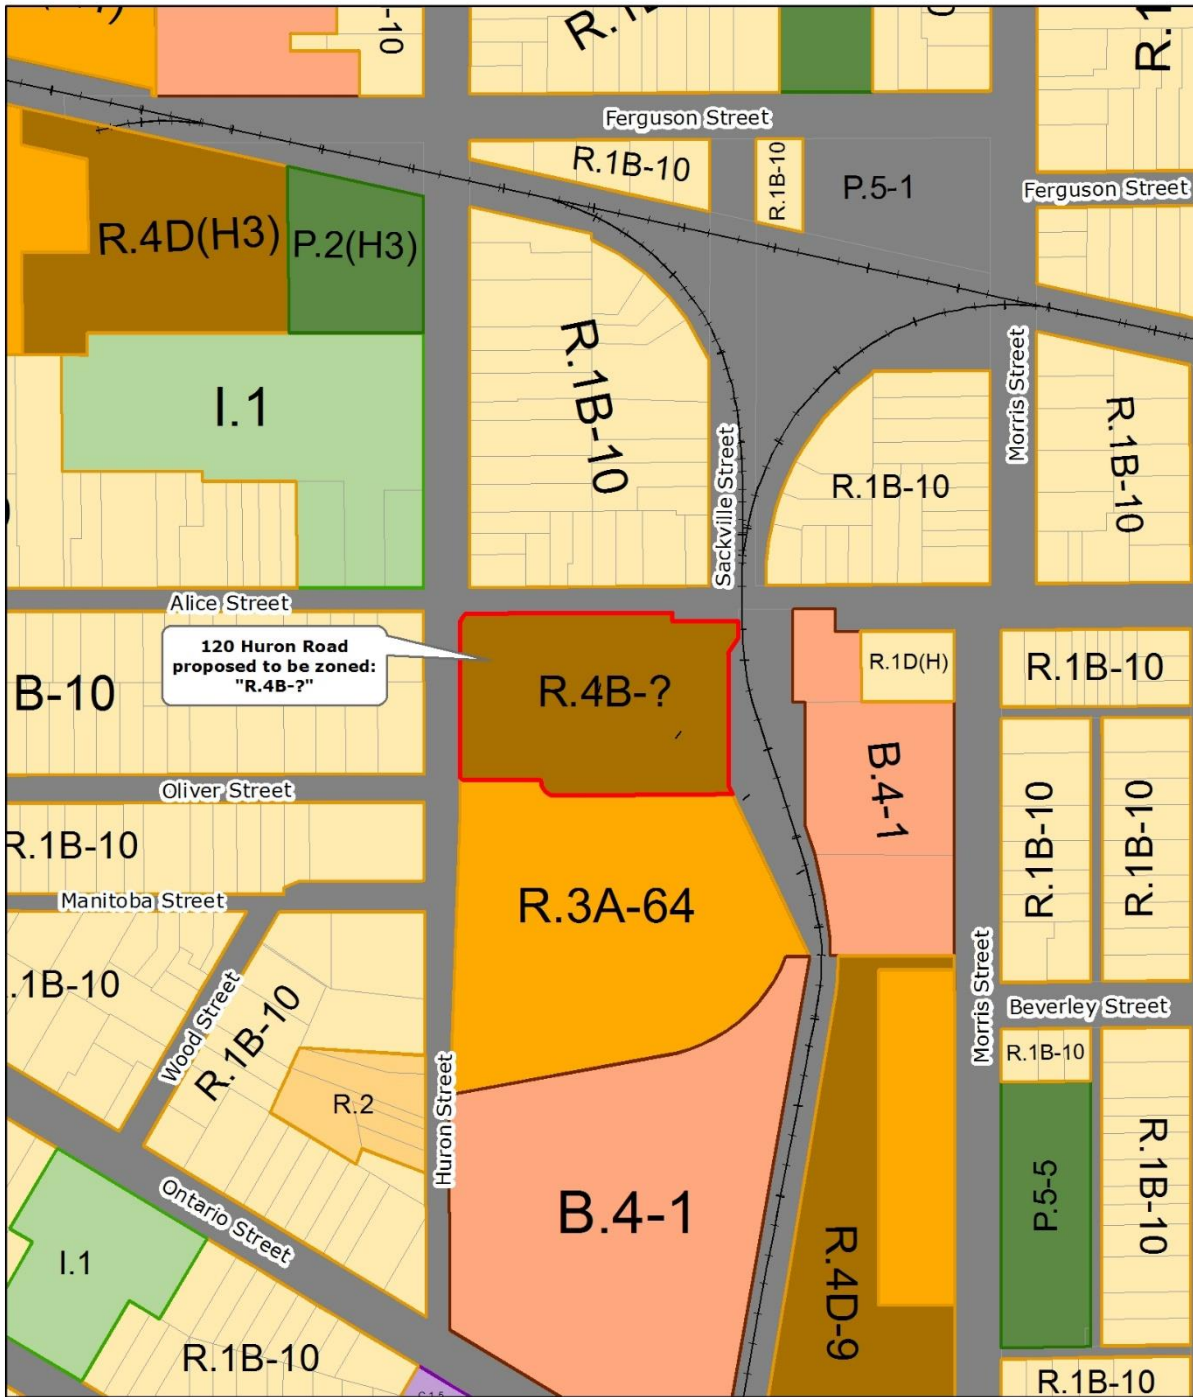 -10
R.1
Ferguson Street
R.1B-10
R.1B-10
P.5-1
Ferguson Street
R.4D(H3)
P.2(H3)
R.1B-10
I.1
Sackville Street
R.1B-10
Morris Street
R.1B-10
Alice Street
120 Huron Road
proposed to be zoned:
"R.4B-?"
B-10
R.4B-?
R.1D(H)
R.1B-10
Oliver Street
B.4-1
R.1B-10
R.1B-10
R.1B-10
Manitoba Street
R.3A-64
.1B-10
Wood Street
R.1B-10
R.2
Huron Street
Morris Street
Beverley Street
R.1B-10
P.5-5
R.1B-10
Ontario Street
I.1
B.4-1
R.4D-9
R.1B-10
R.1B-10